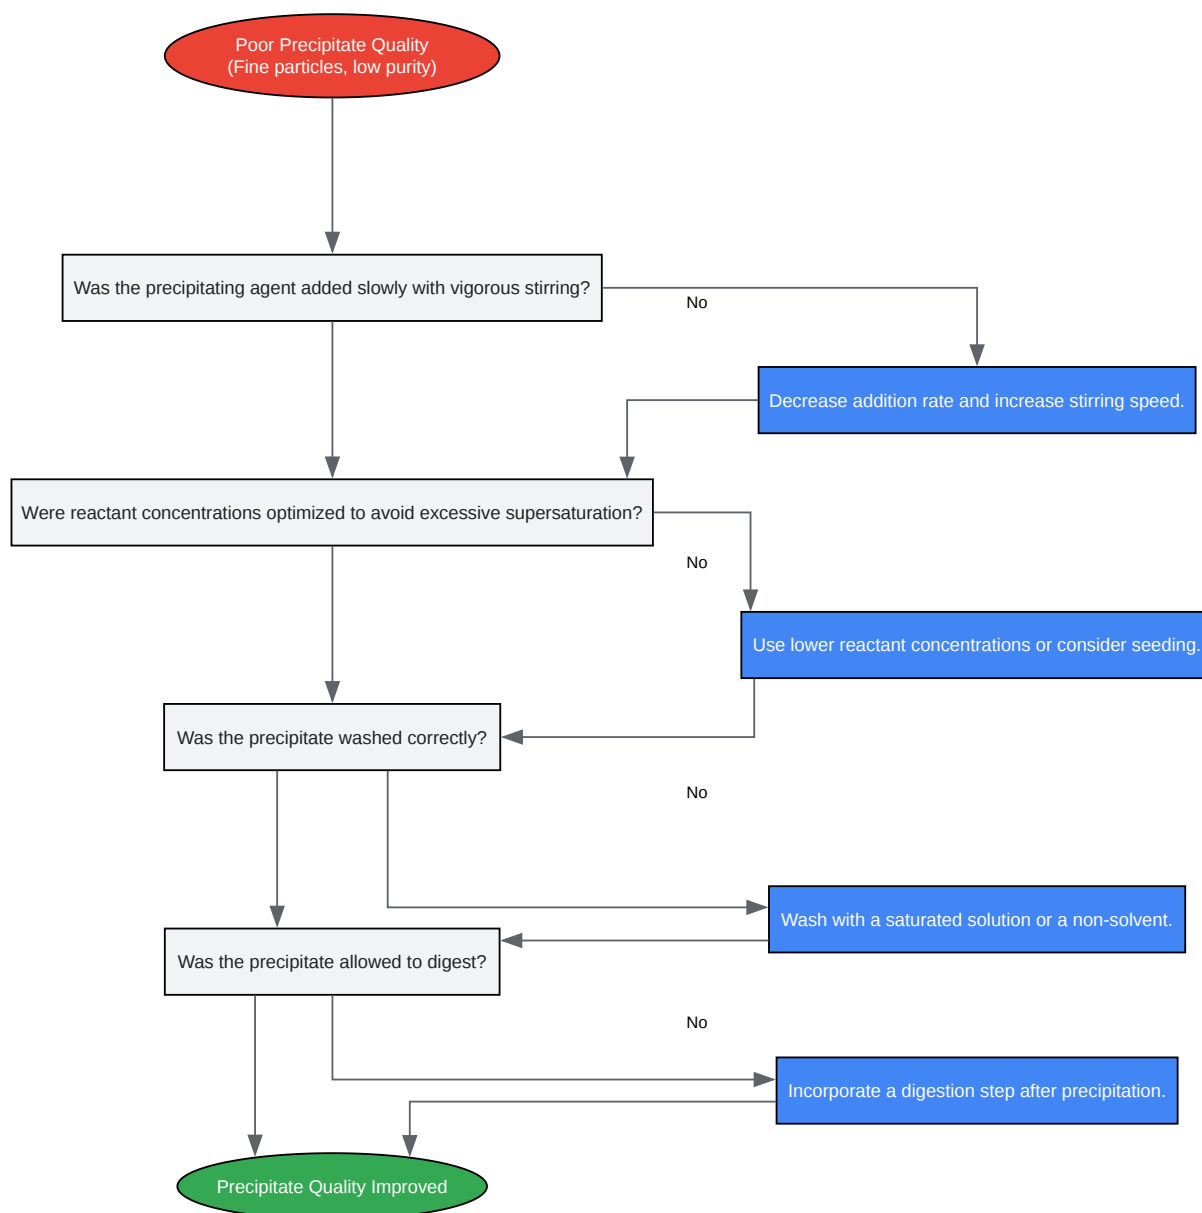 Poor Precipitate Quality
(Fine particles, low purity)
Was the precipitating agent added slowly with vigorous stirring?
No
Decrease addition rate and increase stirring speed.
Were reactant concentrations optimized to avoid excessive supersaturation?
No
Use lower reactant concentrations or consider seeding.
Was the precipitate washed correctly?
No
Wash with a saturated solution or a non-solvent.
Was the precipitate allowed to digest?
No
Incorporate a digestion step after precipitation.
Precipitate Quality Improved